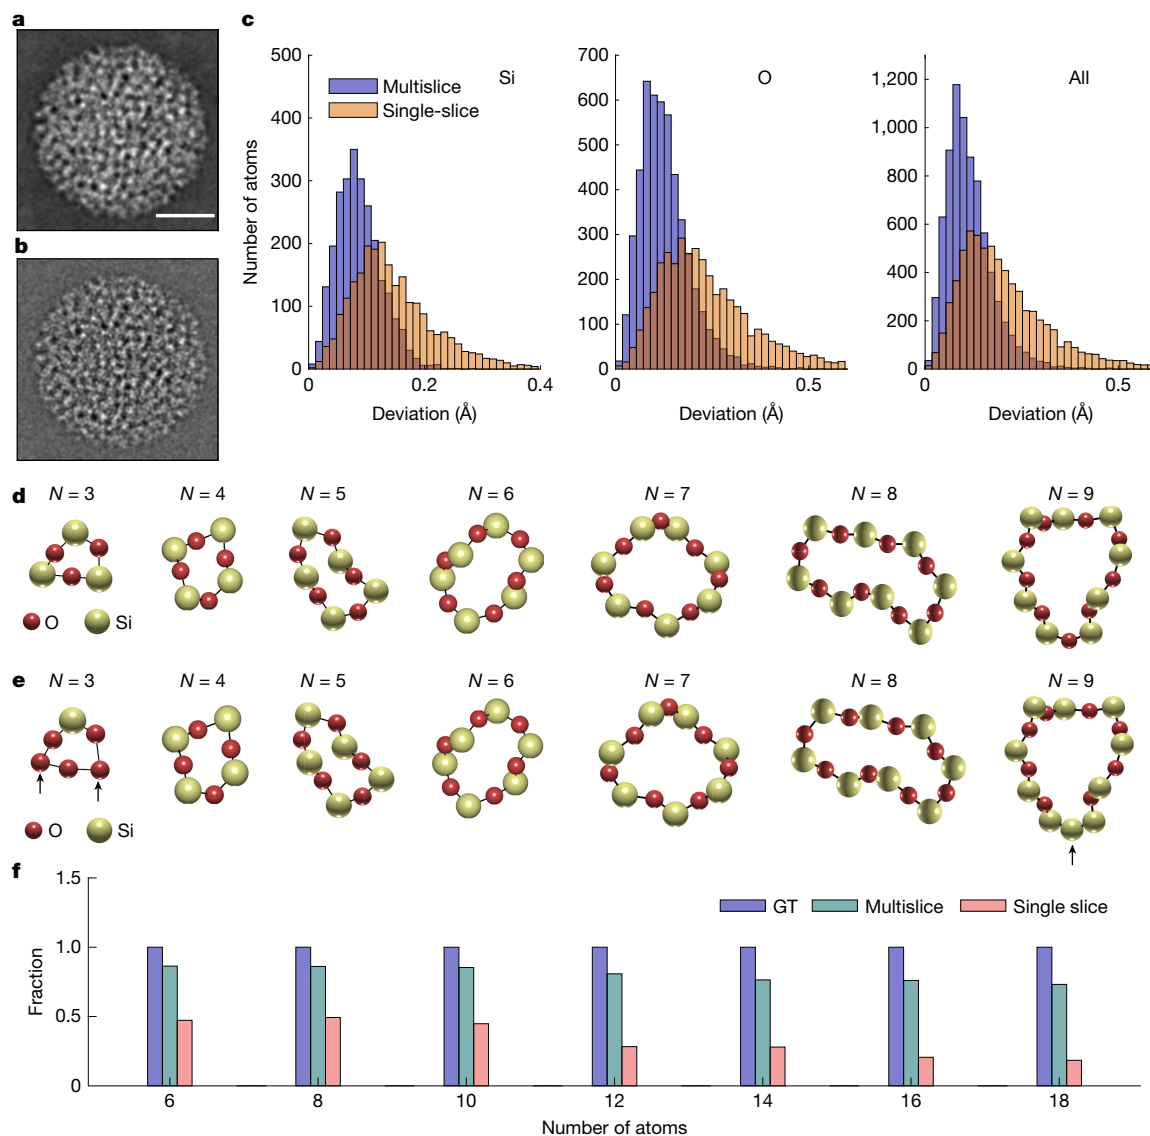 a
b
c
500
400
300
200
100
0
Number of atoms
Multislice
Single-slice
Si
0
0.2
0.4
Deviation (Å)
700
600
500
400
300
200
100
0
O
0
0.5
Deviation (Å)
1,200
1,000
800
600
400
200
0
All
0
0.5
Deviation (Å)
d
N = 3
N = 4
N = 5
N = 6
N = 7
N = 8
N = 9
O
Si
e
N = 3
N = 4
N = 5
N = 6
N = 7
N = 8
N = 9
O
Si
f
1.5
1.0
0.5
0
Fraction
GT
Multislice
Single slice
6
8
10
12
14
16
18
Number of atoms